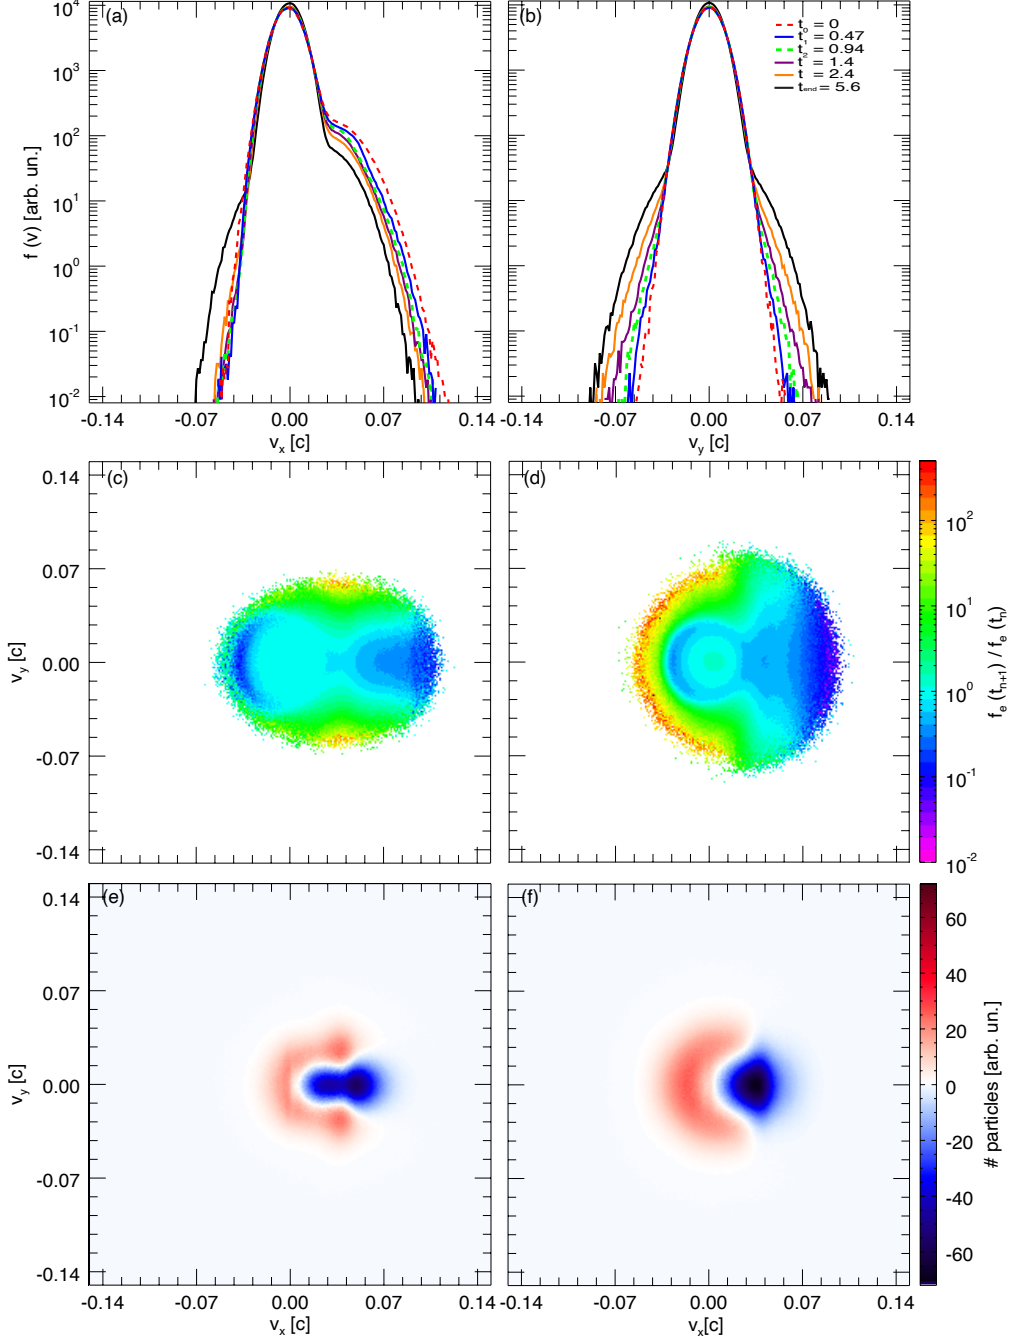 (a)
(b)
10^4
10^3
10^2
10^1
10^0
10^-1
10^-2
f (v) [arb. un.]
t_0 = 0
t_1 = 0.47
t_2 = 0.94
t = 1.4
t = 2.4
t_end = 5.6
-0.14 -0.07 0.00 0.07 0.14
-0.07 0.00 0.07 0.14
v_x [c]
v_y [c]
(c)
(d)
0.14
0.07
0.00
-0.07
-0.14
v_y [c]
10^2
10^1
10^0
10^-1
10^-2
f_e (t_n+1) / f_e (t_n)
(e)
(f)
0.14
0.07
0.00
-0.07
-0.14
v_y [c]
60
40
20
0
-20
-40
-60
# particles [arb. un.]
-0.14 -0.07 0.00 0.07 0.14
-0.14 -0.07 0.00 0.07 0.14
v_x [c]
v_x[c]